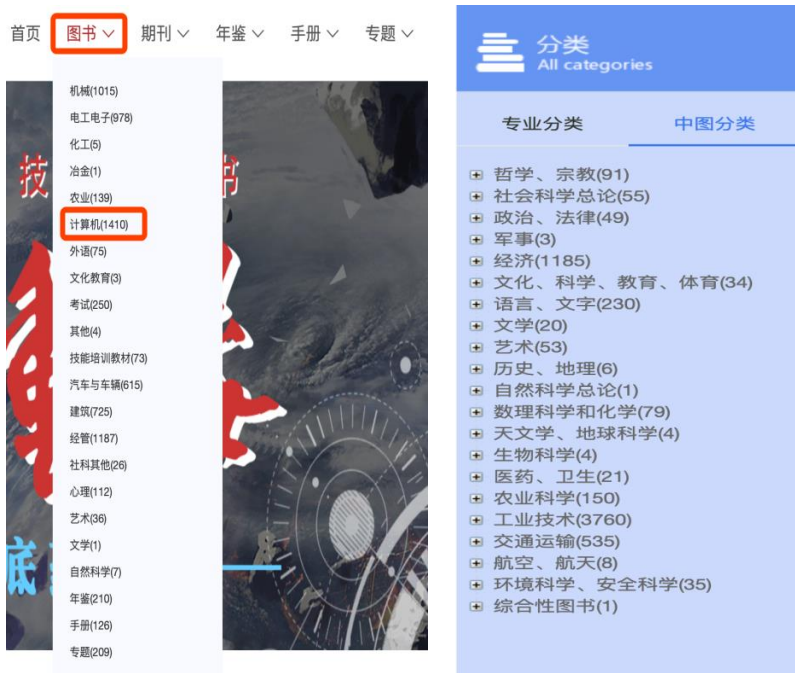 首页 图书 期刊 年鉴 手册 专题
机械(1015)
电工电子(978)
化工(5)
冶金(1)
农业(139)
计算机(1410)
外语(75)
文化教育(3)
考试(250)
其他(4)
技能培训教材(73)
汽车与车辆(615)
建筑(725)
经管(1187)
社科其他(26)
心理(112)
艺术(36)
文学(1)
自然科学(7)
年鉴(210)
手册(126)
专题(209)
技
书
底
分类
All categories
专业分类 中图分类
哲学、宗教(91)
社会科学总论(55)
政治、法律(49)
军事(3)
经济(1185)
文化、科学、教育、体育(34)
语言、文字(230)
文学(20)
艺术(53)
历史、地理(6)
自然科学总论(1)
数理科学和化学(79)
天文学、地球科学(4)
生物科学(4)
医药、卫生(21)
农业科学(150)
工业技术(3760)
交通运输(535)
航空、航天(8)
环境科学、安全科学(35)
综合性图书(1)